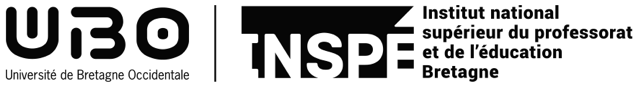 UBO
Université de Bretagne Occidentale
INSPÉ
Institut national
supérieur du professorat
et de l'éducation
Bretagne